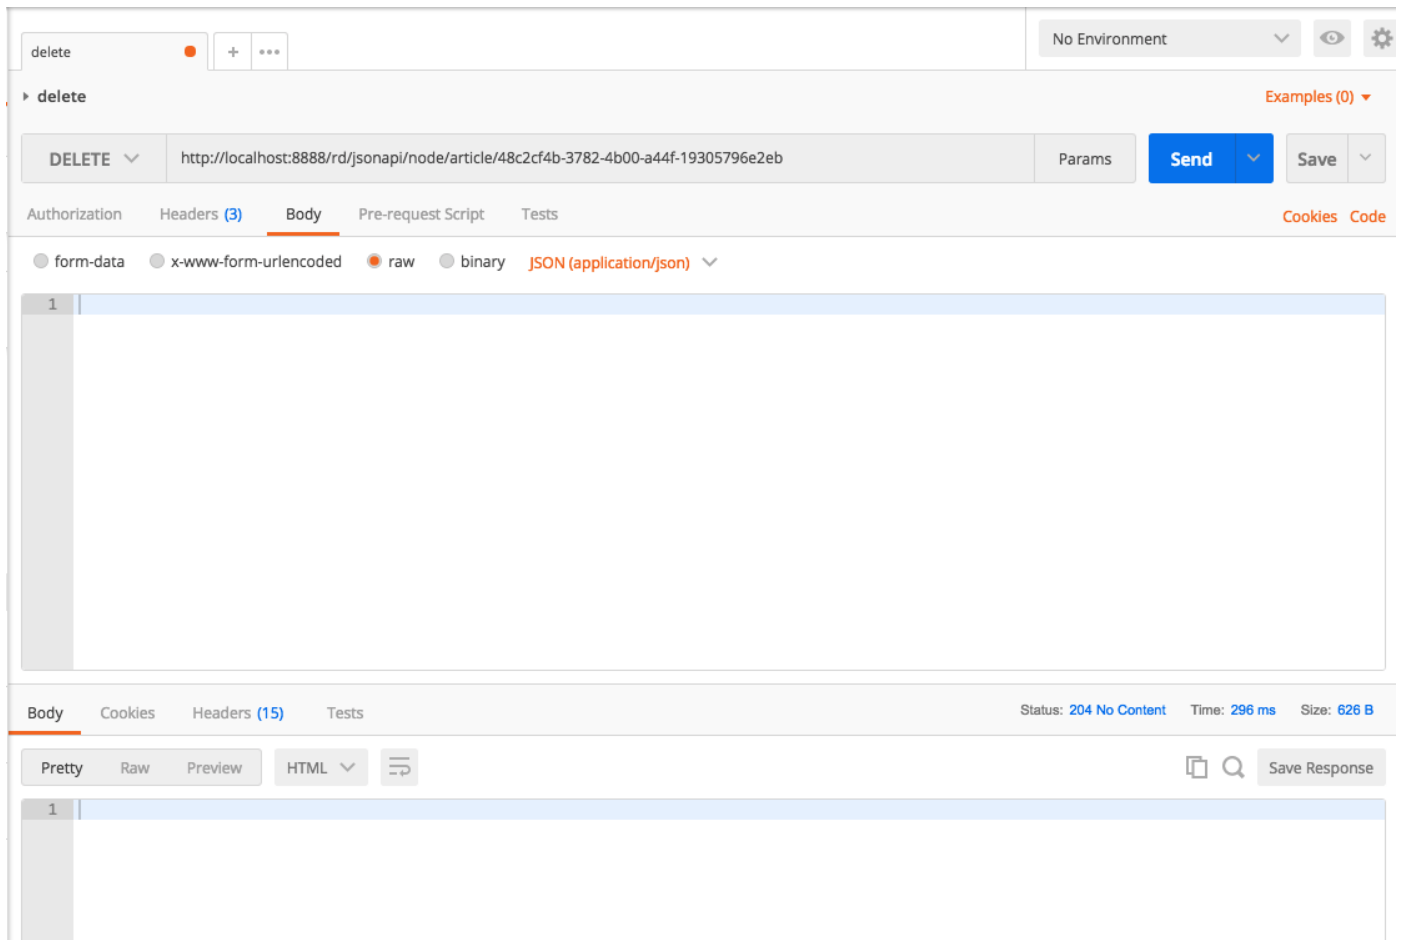 delete
No Environment
delete
Examples (0)
DELETE http://localhost:8888/rd/jsonapi/node/article/48c2cf4b-3782-4b00-a44f-19305796e2eb Params Send Save
Authorization Headers (3) Body Pre-request Script Tests Cookies Code
form-data x-www-form-urlencoded raw binary JSON (application/json)
1
Body Cookies Headers (15) Tests Status: 204 No Content Time: 296 ms Size: 626 B
Pretty Raw Preview HTML Save Response
1